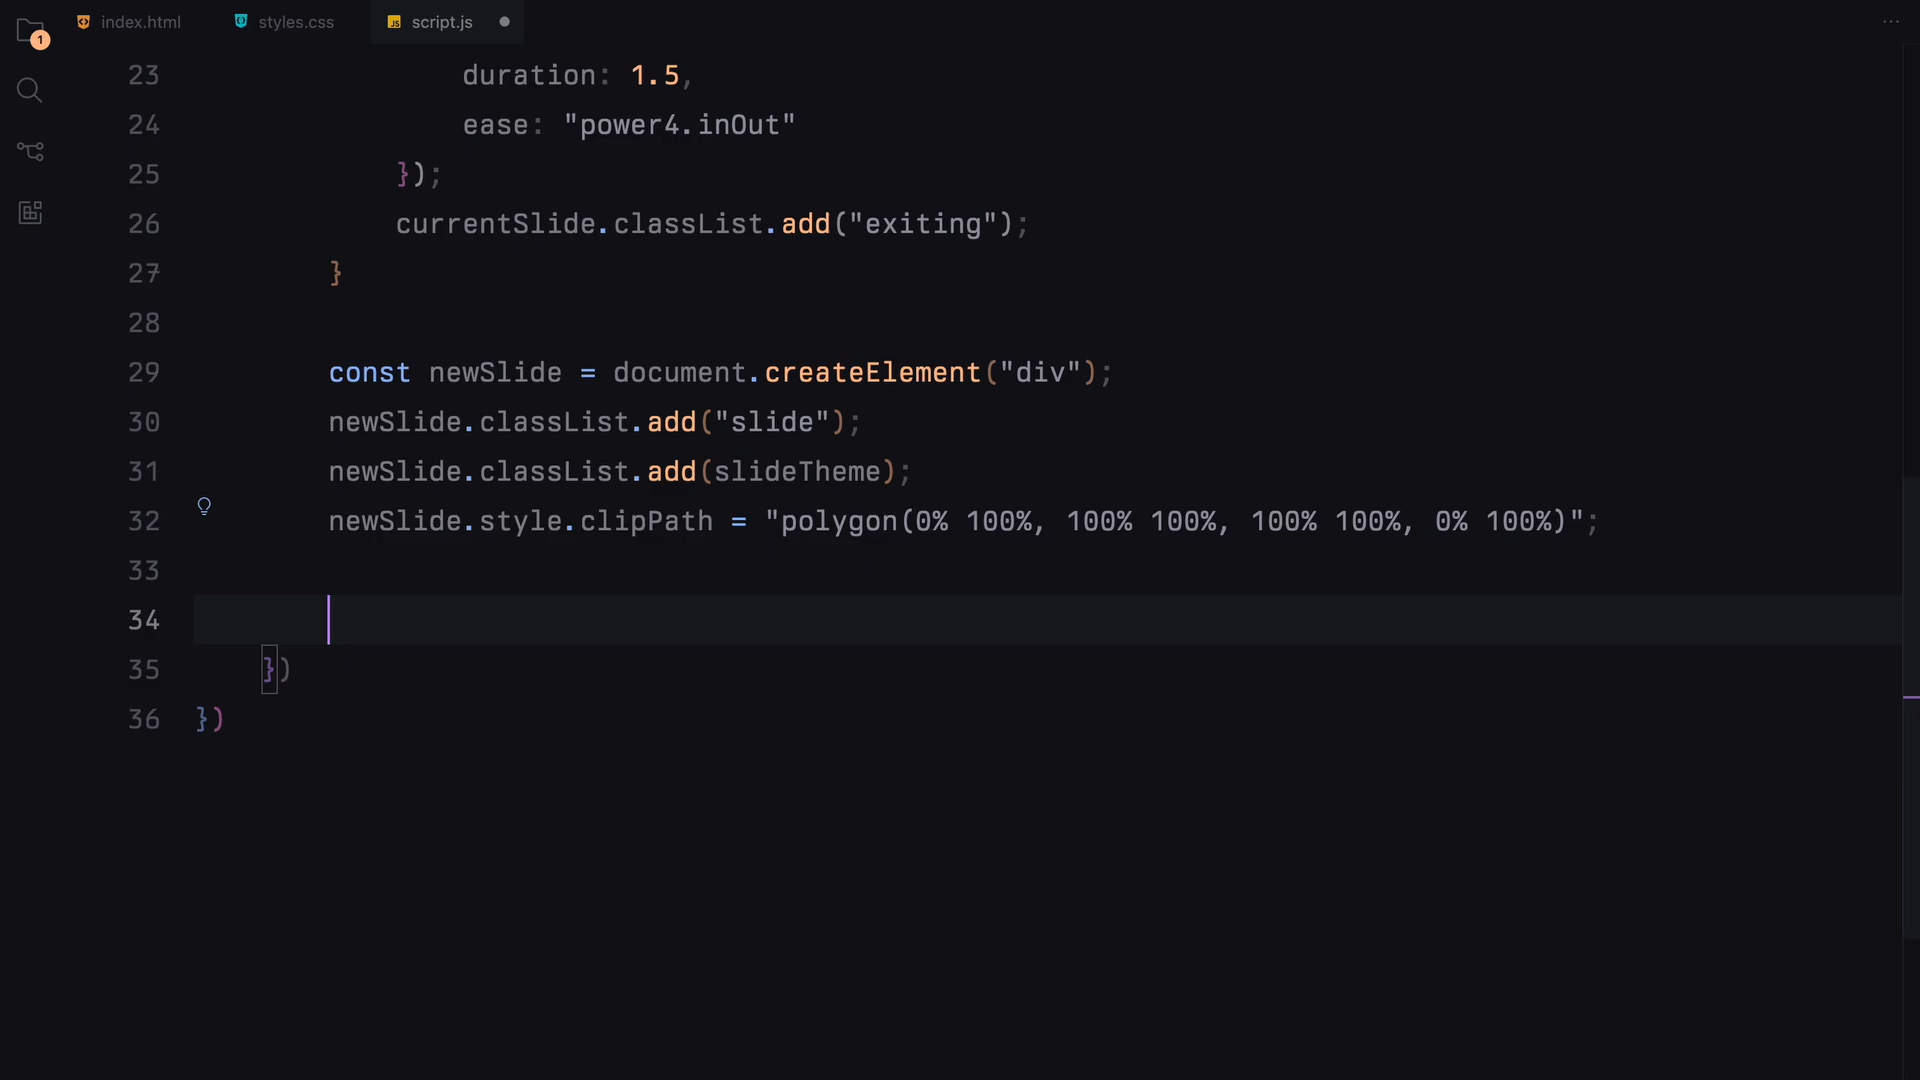 1
index.html
styles.css
JS script.js
23 duration: 1.5,
24 ease: "power4.inOut"
25 });
26 currentSlide.classList.add("exiting");
27 }
28
29 const newSlide = document.createElement("div");
30 newSlide.classList.add("slide");
31 newSlide.classList.add(slideTheme);
32 newSlide.style.clipPath = "polygon(0% 100%, 100% 100%, 100% 100%, 0% 100%)";
33
34
35 })
36 })